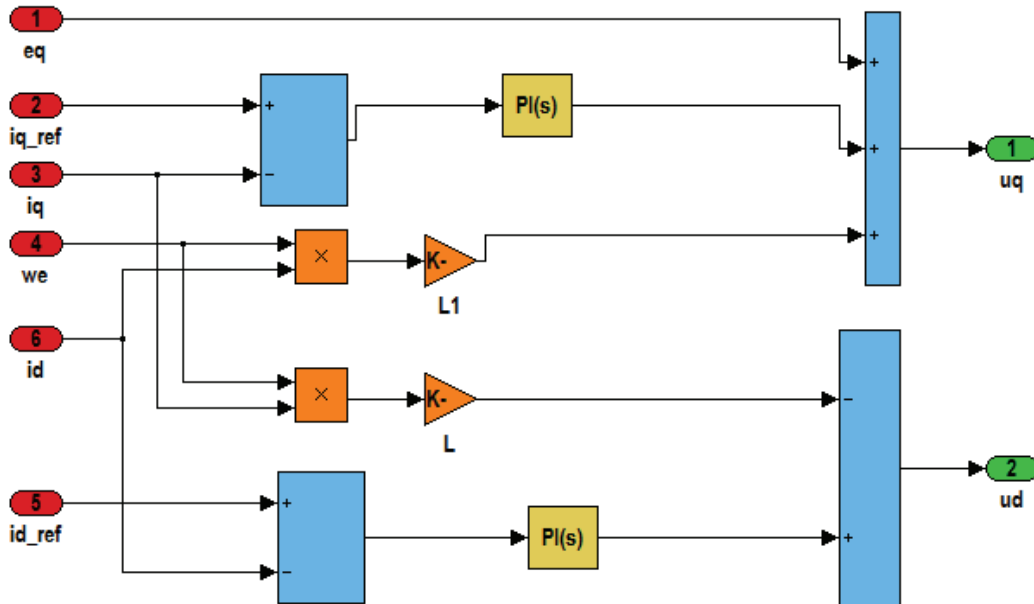 1
eq
2
iq_ref
3
iq
4
we
6
id
5
id_ref
+
−
PI(s)
×
K-
L1
×
K-
L
+
−
PI(s)
+
+
+
−
+
1
uq
2
ud